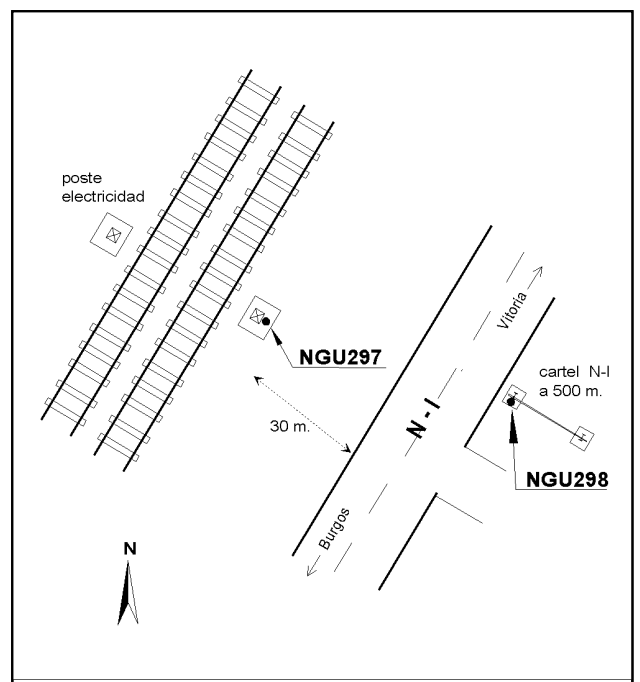 poste
electricidad
Vitoria
NGU297
cartel N-I
a 500 m.
N - I
30 m.
NGU298
Burgos
N